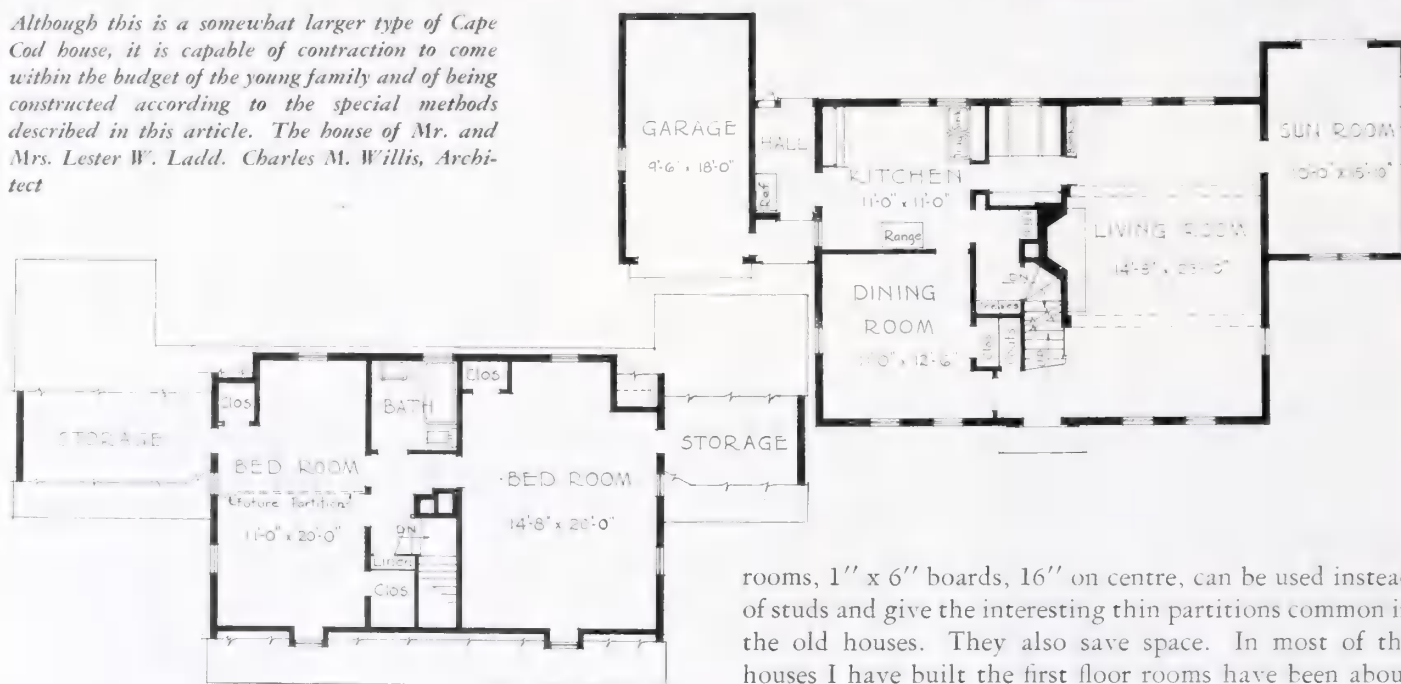 Although this is a somewhat larger type of Cape
Cod house, it is capable of contraction to come
within the budget of the young family and of being
constructed according to the special methods
described in this article. The house of Mr. and
Mrs. Lester W. Ladd. Charles M. Willis, Archi-
tect
GARAGE
9'-6" x 18'-0"
HALL
Ref
KITCHEN
11'-0" x 11'-0"
Range
DINING
ROOM
11'-0" x 12'-6"
Clos
DN
LIVING ROOM
SUN ROOM
STORAGE
Clos
BED ROOM
Future Partition
11'-0" x 20'-0"
BATH
Clos
DN
Linen
Clos
BED ROOM
14'-8" x 20'-0"
STORAGE
rooms, 1" x 6" boards, 16" on centre, can be used instea
of studs and give the interesting thin partitions common i
the old houses. They also save space. In most of th
houses I have built the first floor rooms have been abou